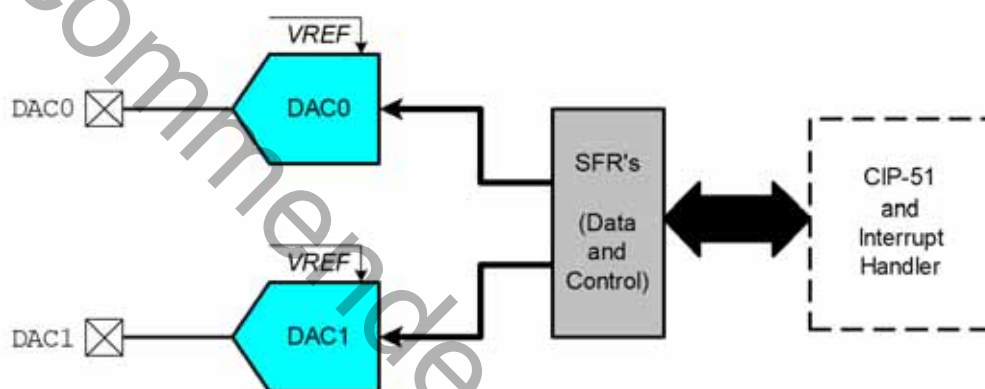 VREF
DAC0
DAC0
SFR's
(Data
and
Control)
CIP-51
and
Interrupt
Handler
VREF
DAC1
DAC1